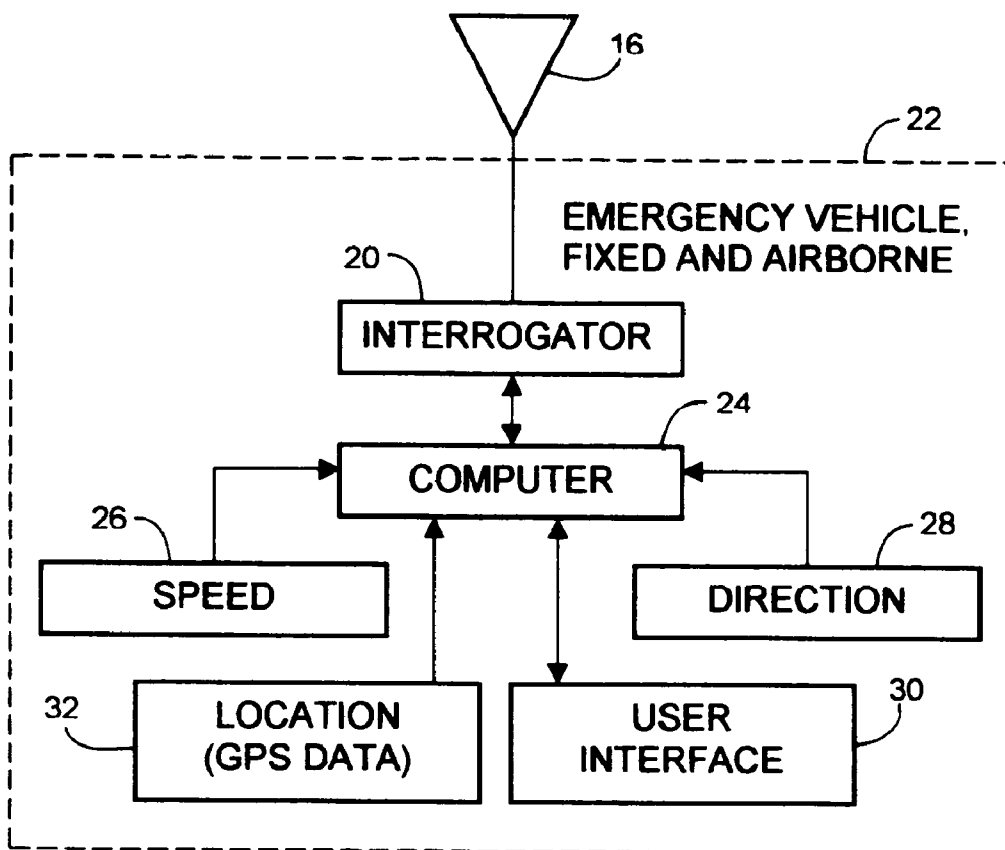 16
22
EMERGENCY VEHICLE,
FIXED AND AIRBORNE
20
INTERROGATOR
24
COMPUTER
26
28
SPEED
DIRECTION
32
LOCATION
(GPS DATA)
USER
INTERFACE
30